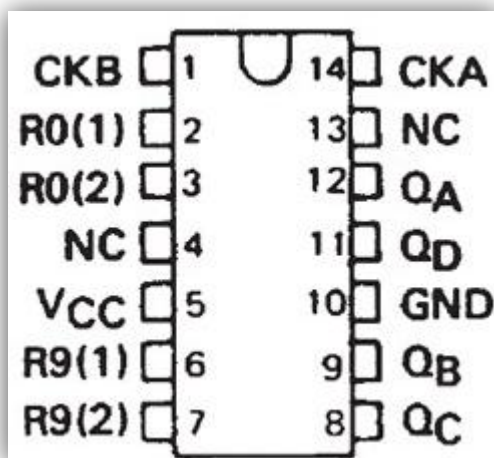 CKB 1 14 CKA
R0(1) 2 13 NC
R0(2) 3 12 QA
NC 4 11 QD
VCC 5 10 GND
R9(1) 6 9 QB
R9(2) 7 8 QC